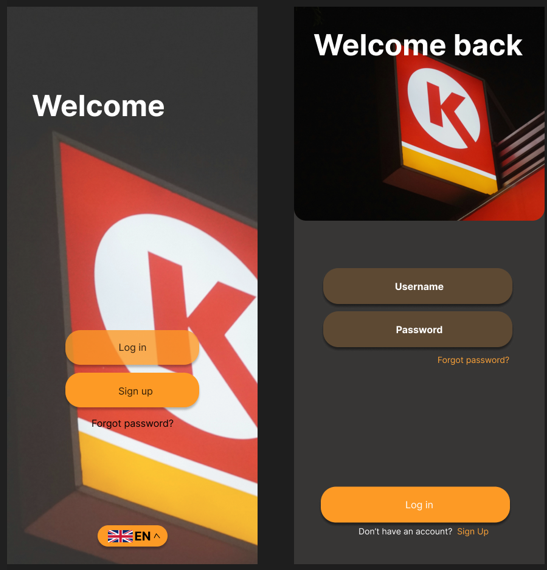 Welcome
K
Log in
Sign up
Forgot password?
EN
Welcome back
K
Username
Password
Forgot password?
Log in
Don't have an account? Sign Up